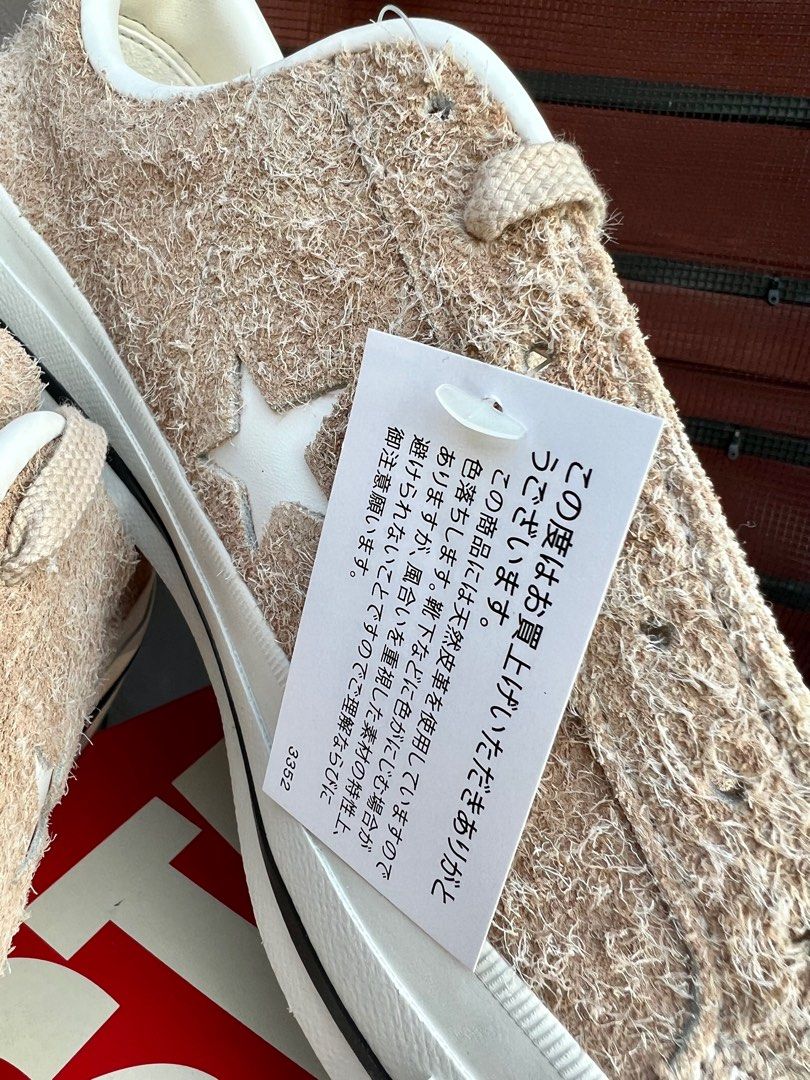 この度はお買上げいただきありがと
うございます。
この商品には天然皮革を使用していますので
色落ちします。靴下などに色がにじむ場合が
ありますが、風合いを重視した素材の特性上、
避けられないことですのでご理解ならびに
御注意願います。
3352